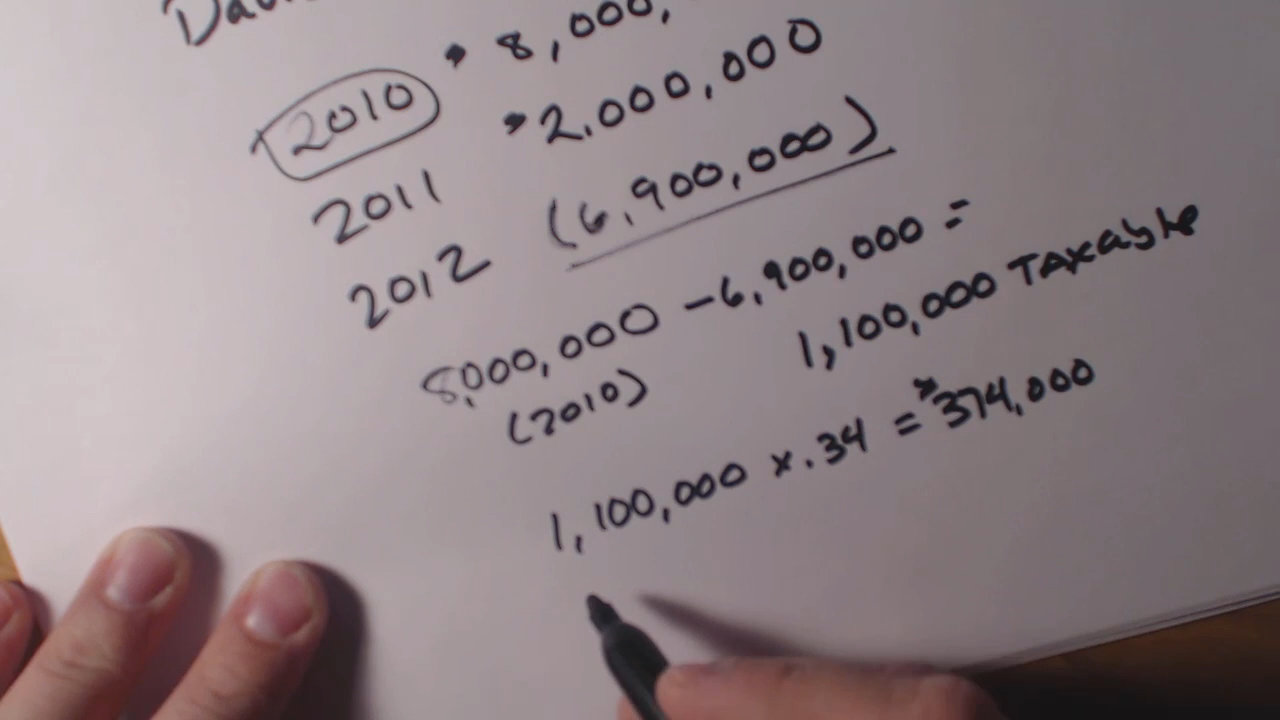 2010 • 8,000,
2011 • 2.000,000
2012 (6,900,000)
8,000,000 - 6,900,000 =
(2010) 1,100,000 Taxable
1,100,000 x .34 = 374,000